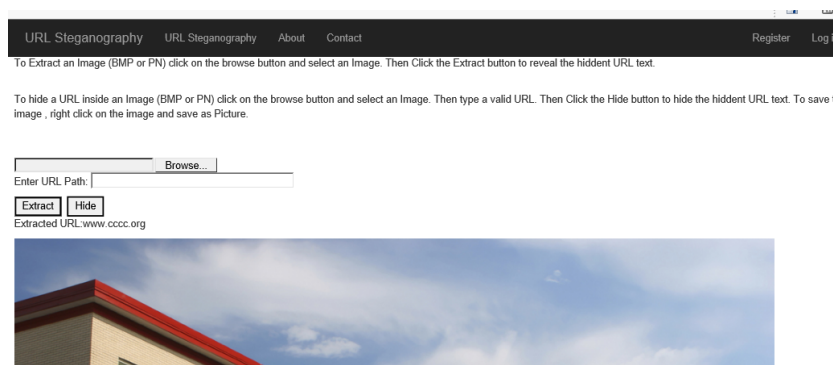 URL Steganography URL Steganography About Contact Register Log i
To Extract an Image (BMP or PN) click on the browse button and select an Image. Then Click the Extract button to reveal the hiddent URL text.
To hide a URL inside an Image (BMP or PN) click on the browse button and select an Image. Then type a valid URL. Then Click the Hide button to hide the hiddent URL text. To save
image , right click on the image and save as Picture.
Browse...
Enter URL Path:
Extract Hide
Extracted URL:www.cccc.org